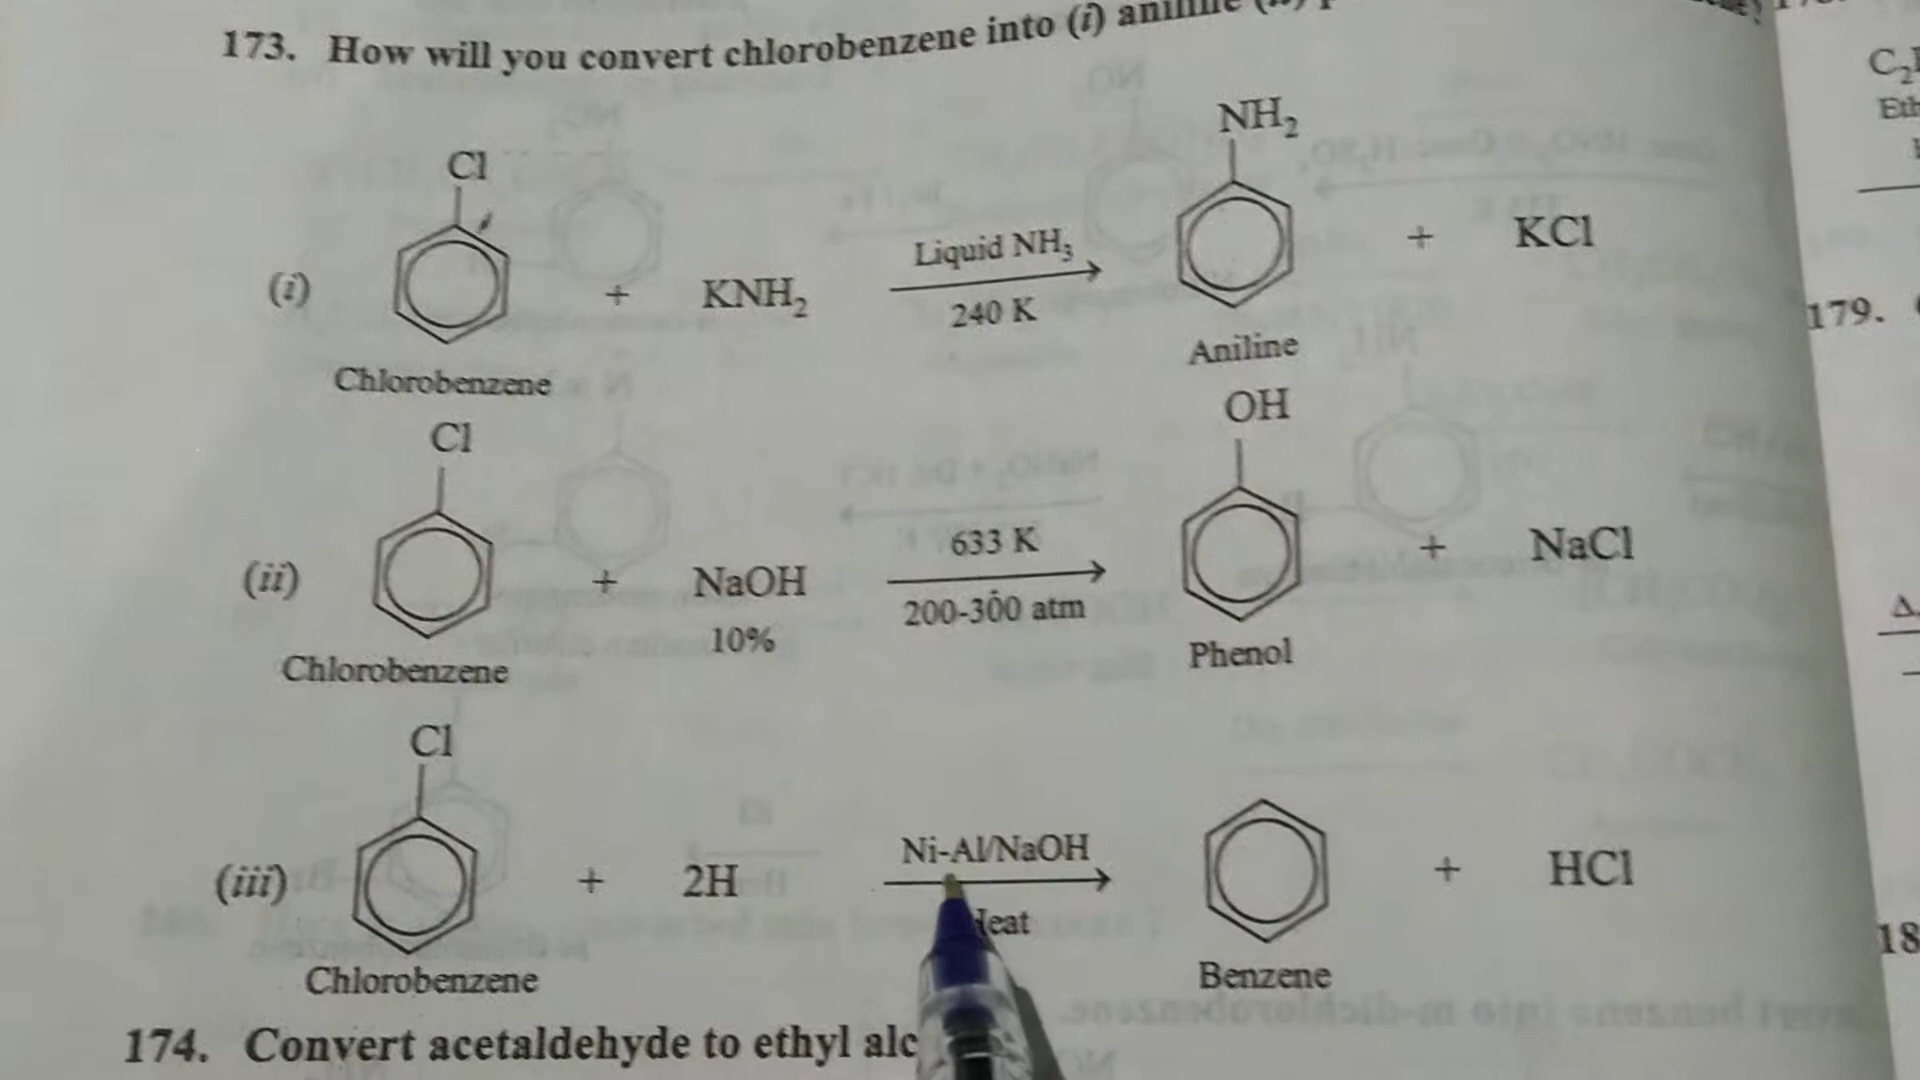 173. How will you convert chlorobenzene into (i) aniline
Cl
NH₂
(i) + KNH₂ Liquid NH₃ + KCl
240 K
Chlorobenzene
Aniline
Cl
OH
(ii) + NaOH 633 K + NaCl
10% 200-300 atm
Chlorobenzene
Phenol
Cl
(iii) + 2H Ni-Al/NaOH + HCl
Chlorobenzene
Benzene
174. Convert acetaldehyde to ethyl alc
179.
Δ
18